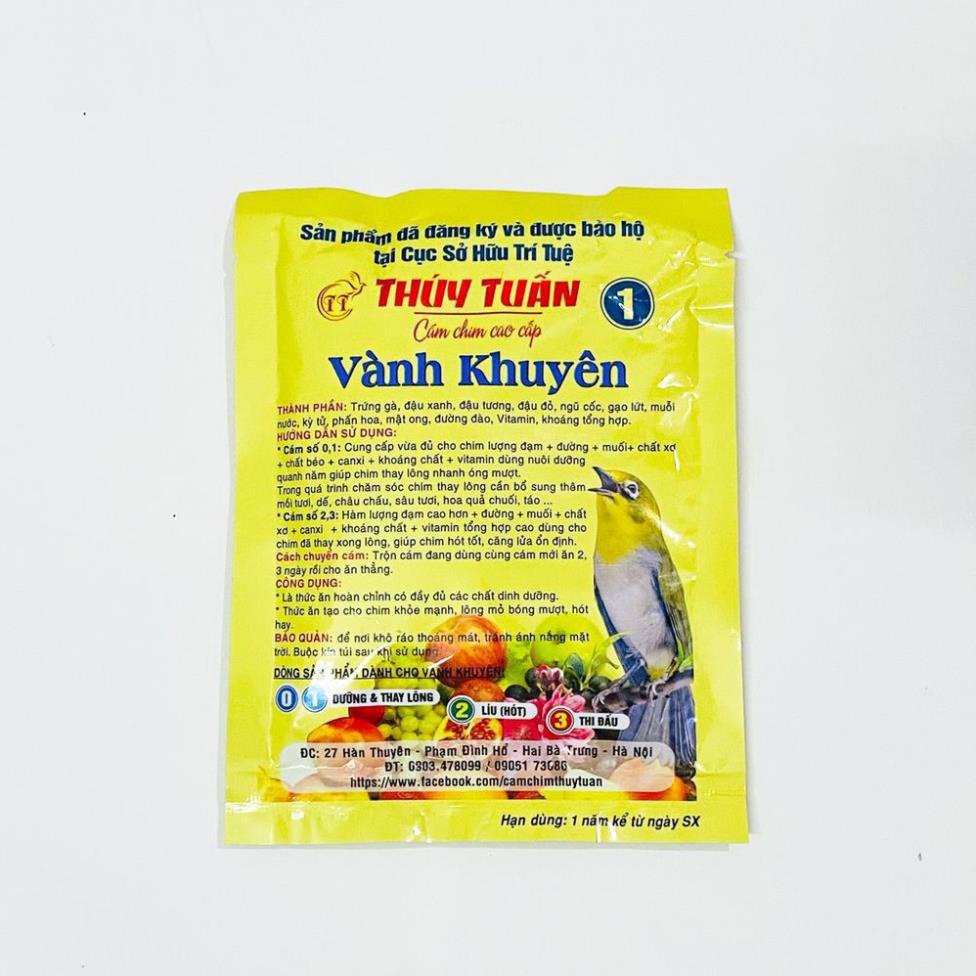 Sản phẩm đã đăng ký và được bảo hộ
tại Cục Sở Hữu Trí Tuệ
TT
THÚY TUẤN
1
Cám chim cao cấp
Vành Khuyên
THÀNH PHẦN: Trứng gà, đậu xanh, đậu tương, đậu đỏ, ngũ cốc, gạo lứt, muỗi
nước, kỳ tử, phấn hoa, mật ong, đường đào, Vitamin, khoáng tổng hợp.
HƯỚNG DẪN SỬ DỤNG:
* Cám số 0,1: Cung cấp vừa đủ cho chim lượng đạm + đường + muối+ chất xơ
+ chất béo + canxi + khoáng chất + vitamin dùng nuôi dưỡng
quanh năm giúp chim thay lông nhanh óng mượt.
Trong quá trình chăm sóc chim thay lông cần bổ sung thêm
mồi tươi, dế, châu chấu, sâu tươi, hoa quả chuối, táo ...
* Cám số 2,3: Hàm lượng đạm cao hơn + đường + muối + chất
xơ + canxi + khoáng chất + vitamin tổng hợp cao dùng cho
chim đã thay xong lông, giúp chim hót tốt, căng lửa ổn định.
Cách chuyển cám: Trộn cám đang dùng cùng cám mới ăn 2,
3 ngày rồi cho ăn thẳng.
CÔNG DỤNG:
* Là thức ăn hoàn chỉnh có đầy đủ các chất dinh dưỡng.
* Thức ăn tạo cho chim khỏe mạnh, lông mỏ bóng mượt, hót
hay.
BẢO QUẢN: để nơi khô ráo thoáng mát, tránh ánh nắng mặt
trời. Buộc kín túi sau khi sử dụng.
DÒNG SẢN PHẨM DÀNH CHO VÀNH KHUYÊN:
0 1 DƯỠNG & THAY LÔNG
2 LÍU (HÓT)
3 THI ĐẤU
ĐC: 27 Hàn Thuyên - Phạm Đình Hổ - Hai Bà Trưng - Hà Nội
ĐT: / 09051
https://www.facebook.com/camchimthuytuan
Hạn dùng: 1 năm kể từ ngày SX